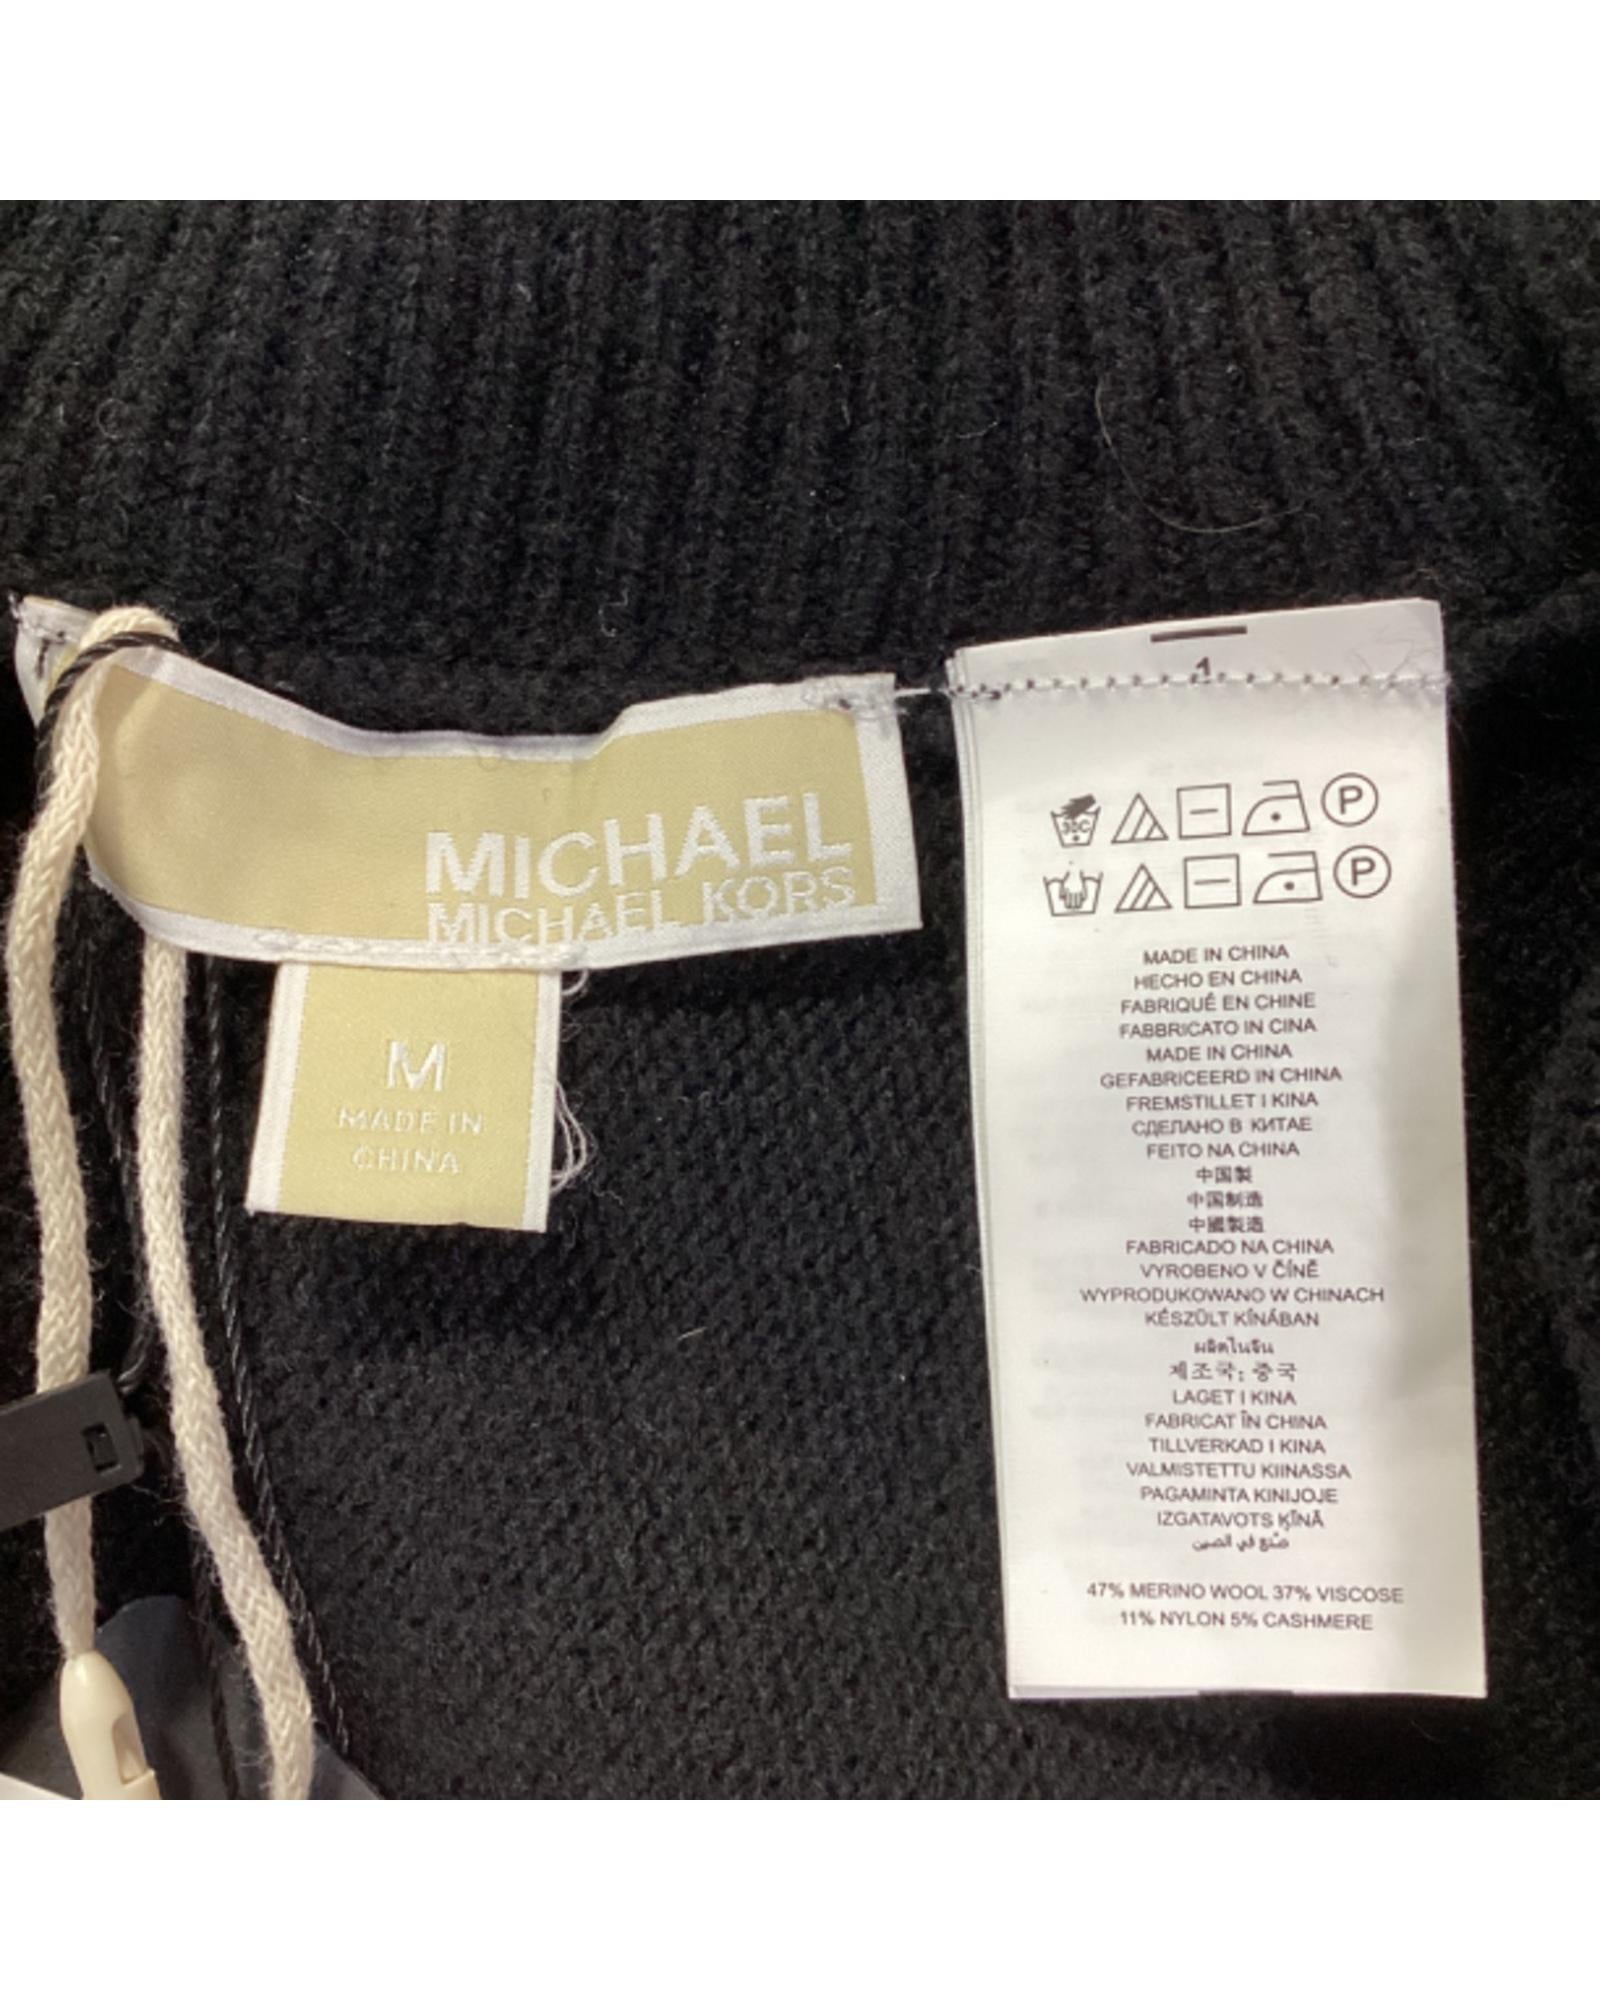 MICHAEL
MICHAEL KORS
M
MADE IN
CHINA
1
30C
P
P
MADE IN CHINA
HECHO EN CHINA
FABRIQUÉ EN CHINE
FABBRICATO IN CINA
MADE IN CHINA
GEFABRICEERD IN CHINA
FREMSTILLET I KINA
СДЕЛАНО В КИТАЕ
FEITO NA CHINA
中国製
中国制造
中國製造
FABRICADO NA CHINA
VYROBENO V ČÍNĚ
WYPRODUKOWANO W CHINACH
KÉSZÜLT KÍNÁBAN
ผลิตในจีน
제조국: 중국
LAGET I KINA
FABRICAT ÎN CHINA
TILLVERKAD I KINA
VALMISTETTU KIINASSA
PAGAMINTA KINIJOJE
IZGATAVOTS ĶĪNĀ
صنع في الصين
47% MERINO WOOL 37% VISCOSE
11% NYLON 5% CASHMERE